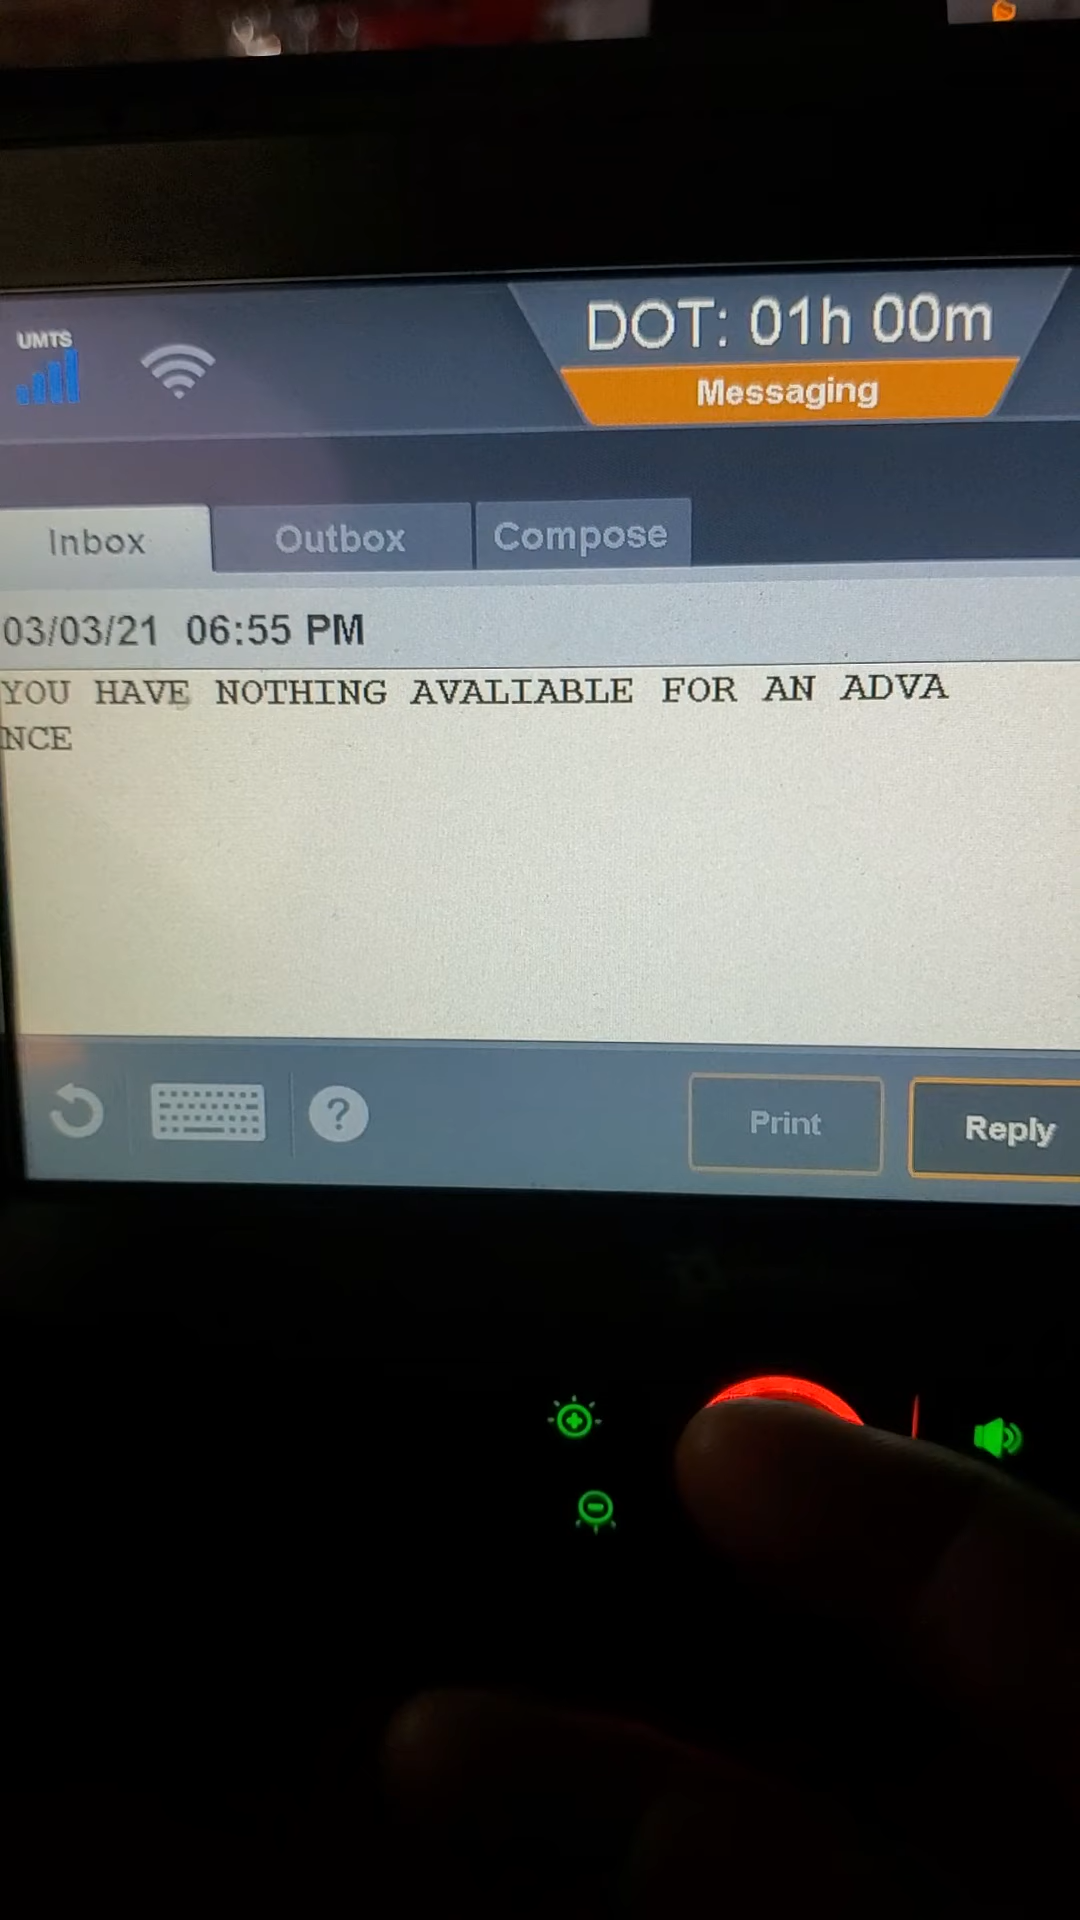 UMTS
DOT: 01h 00m
Messaging
Inbox
Outbox
Compose
03/03/21 06:55 PM
YOU HAVE NOTHING AVALIABLE FOR AN ADVA
NCE
?
Print
Reply